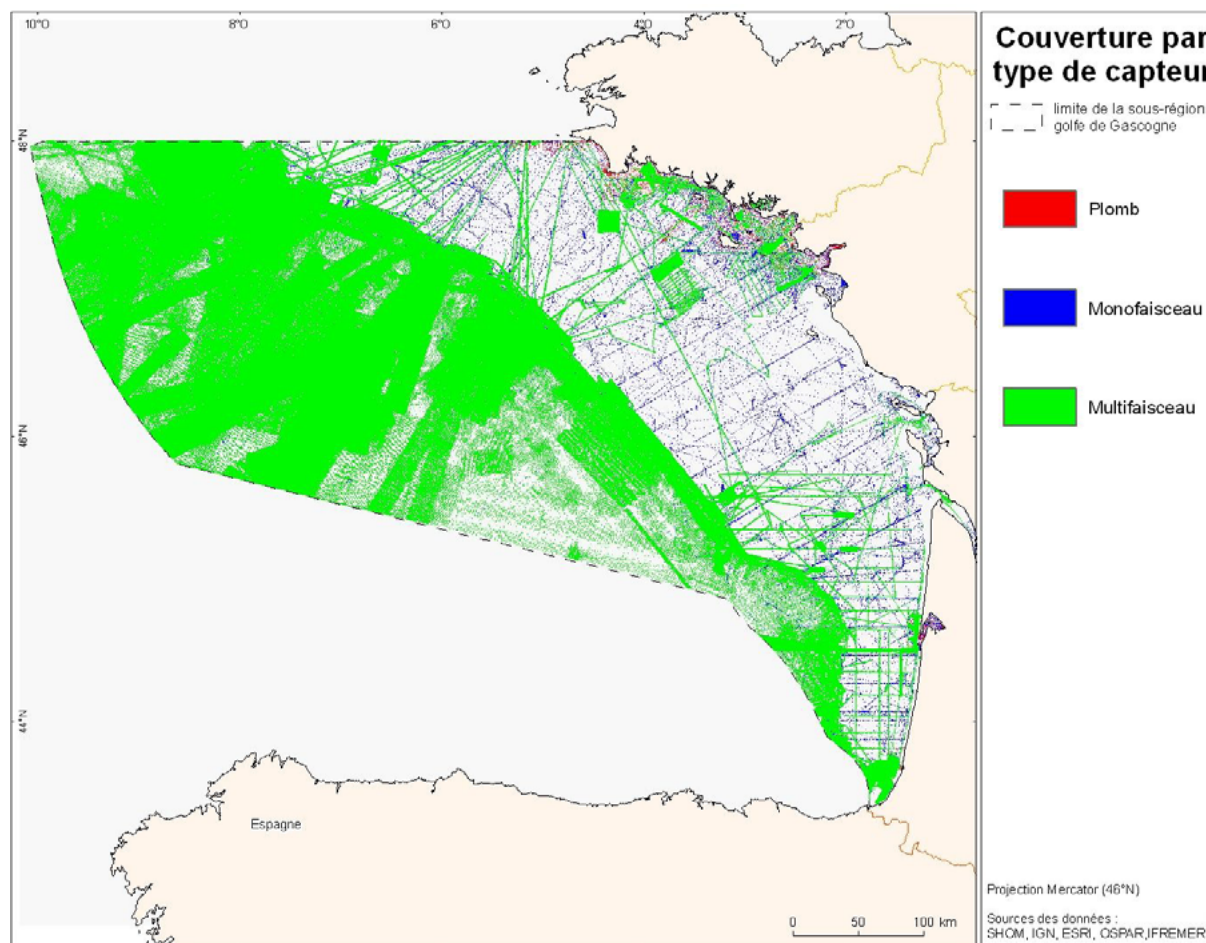 10°O 8°O 6°O 4°O 2°O
Couverture par
type de capteur
limite de la sous-région
golfe de Gascogne
48°N
Plomb
Monofaisceau
Multifaisceau
46°N
44°N
Espagne
0 50 100 km
Projection Mercator (46°N)
Sources des données :
SHOM, IGN, ESRI, OSPAR,IFREMER